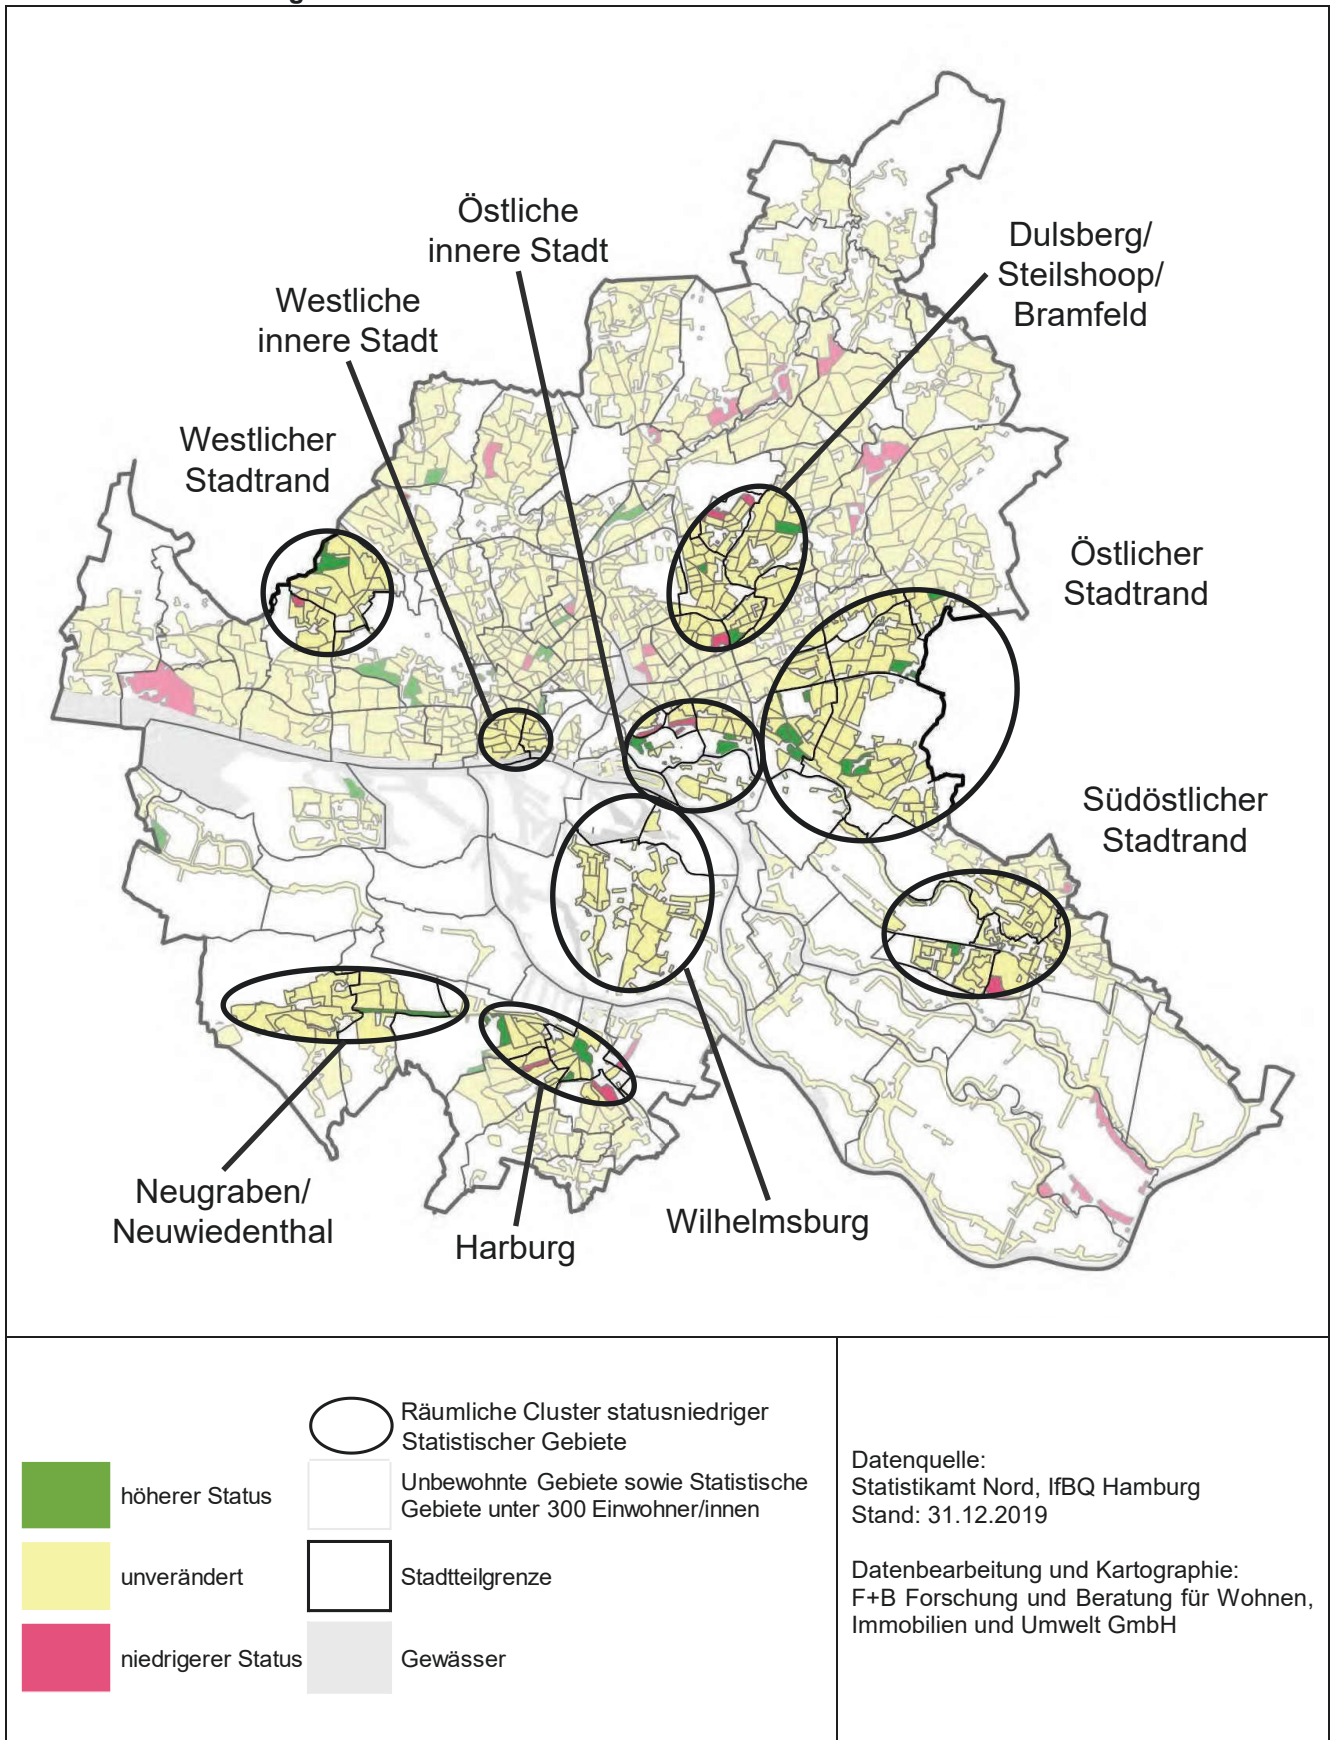 Östliche
innere Stadt
Dulsberg/
Steilshoop/
Bramfeld
Westliche
innere Stadt
Westlicher
Stadtrand
Östlicher
Stadtrand
Südöstlicher
Stadtrand
Neugraben/
Neuwiedenthal
Harburg
Wilhelmsburg
höherer Status
unverändert
niedrigerer Status
Räumliche Cluster statusniedriger
Statistischer Gebiete
Unbewohnte Gebiete sowie Statistische
Gebiete unter 300 Einwohner/innen
Stadtteilgrenze
Gewässer
Datenquelle:
Statistikamt Nord, IfBQ Hamburg
Stand: 31.12.2019
Datenbearbeitung und Kartographie:
F+B Forschung und Beratung für Wohnen,
Immobilien und Umwelt GmbH